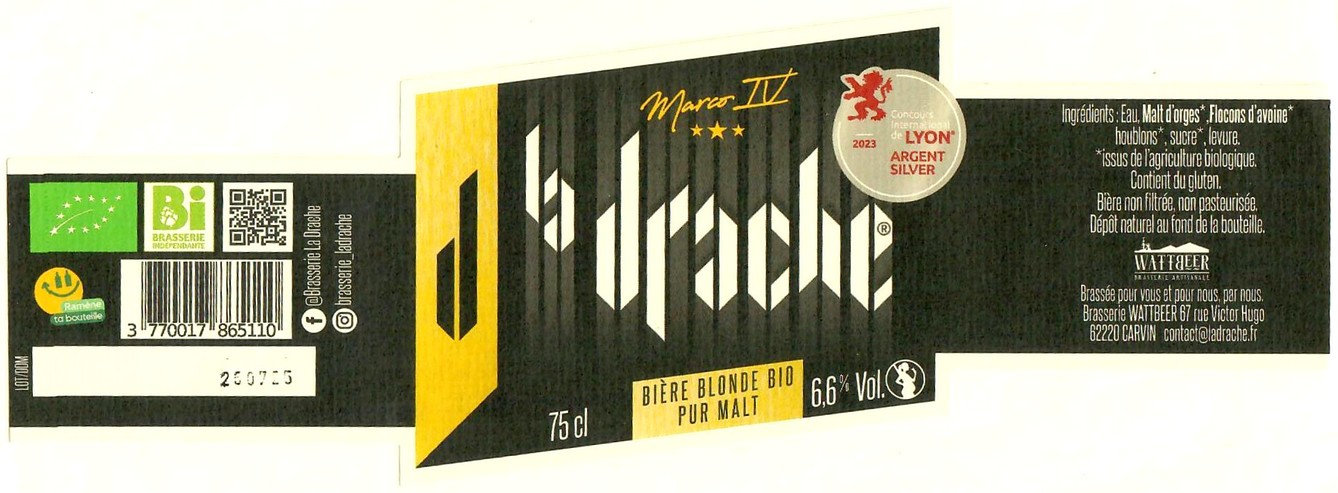 Bi
BRASSERIE
INDÉPENDANTE
Ramène
ta bouteille
3 770017 865110
@Brasserie La Drache
brasserie_ladrache
LOT/DDM
Marco IV
la drache®
d
Concours
International
de LYON®
2023
ARGENT
SILVER
BIÈRE BLONDE BIO
PUR MALT
75 cl
6,6% Vol.
Ingrédients : Eau, Malt d'orges*, Flocons d'avoine*
houblons*, sucre*, levure.
*issus de l'agriculture biologique.
Contient du gluten.
Bière non filtrée, non pasteurisée.
Dépôt naturel au fond de la bouteille.
WATTBEER
BRASSERIE ARTISANALE
Brassée pour vous et pour nous, par nous.
Brasserie WATTBEER 67 rue Victor Hugo
62220 CARVIN contact@ladrache.fr